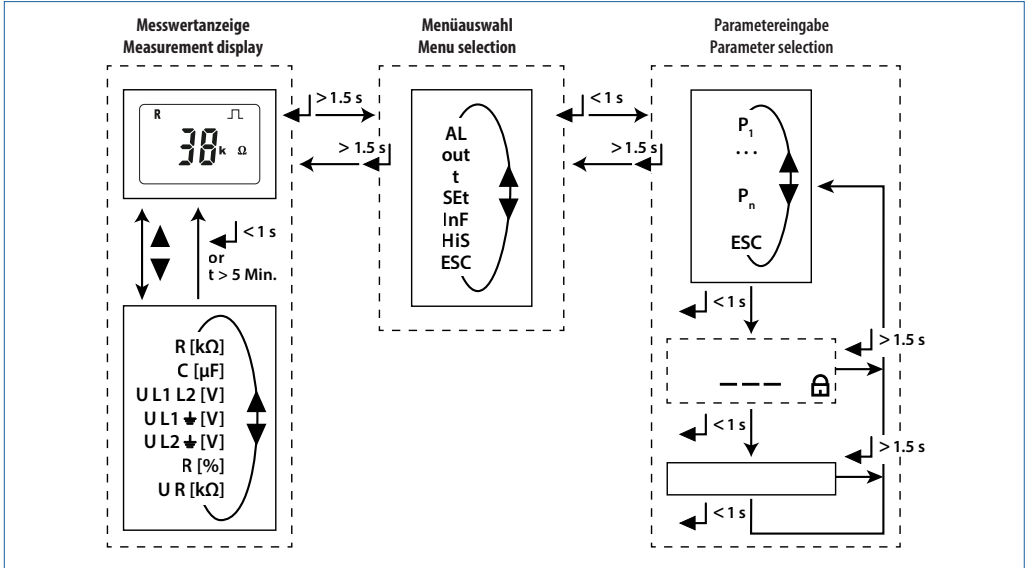 Messwertanzeige
Measurement display
R
38 k Ω
> 1.5 s
> 1.5 s
< 1 s
or
t > 5 Min.
R [kΩ]
C [µF]
U L1 L2 [V]
U L1 ⏚ [V]
U L2 ⏚ [V]
R [%]
U R [kΩ]
Menüauswahl
Menu selection
AL
out
t
SEt
InF
HiS
ESC
< 1 s
> 1.5 s
Parametereingabe
Parameter selection
P1
...
Pn
ESC
< 1 s
> 1.5 s
– – –
< 1 s
> 1.5 s
< 1 s